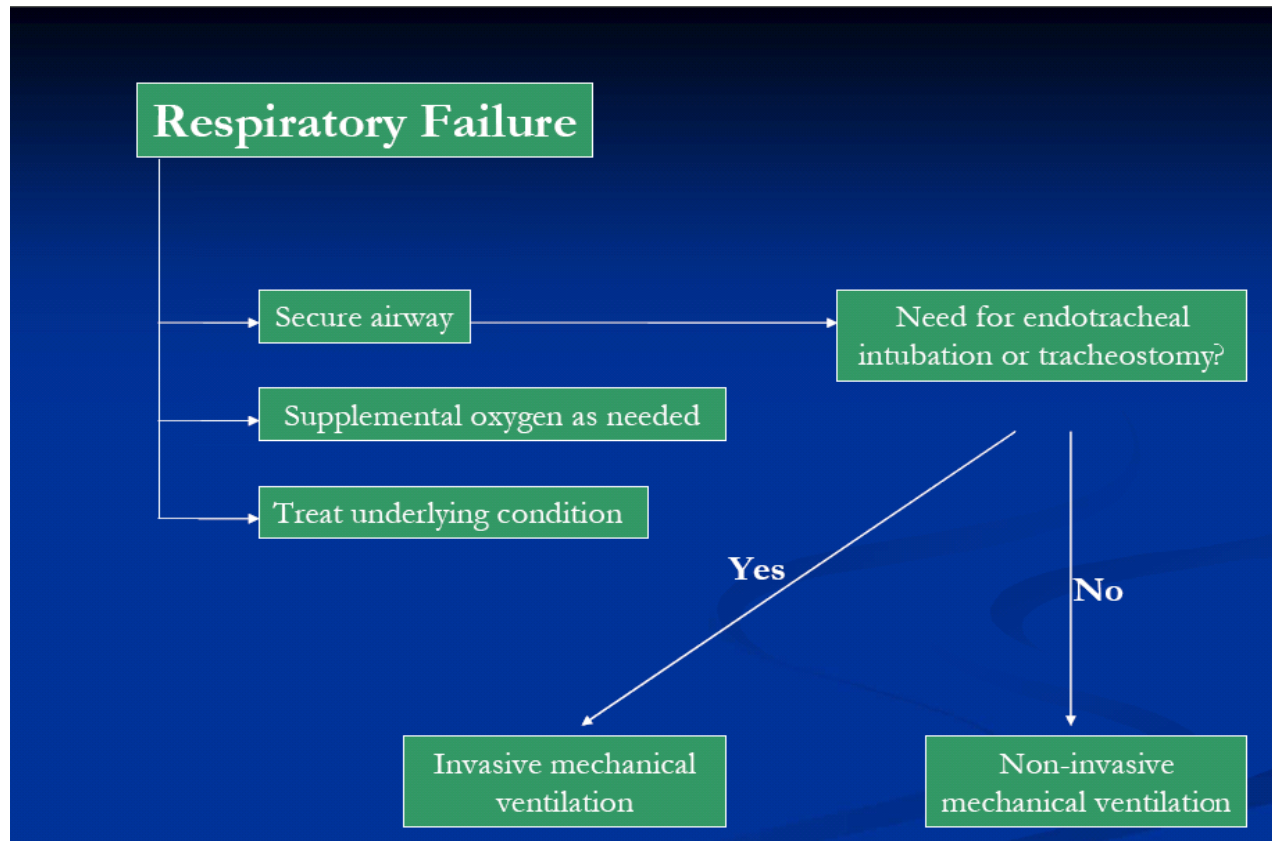 Respiratory Failure
Secure airway
Need for endotracheal
intubation or tracheostomy?
Supplemental oxygen as needed
Treat underlying condition
Yes
No
Invasive mechanical
ventilation
Non-invasive
mechanical ventilation